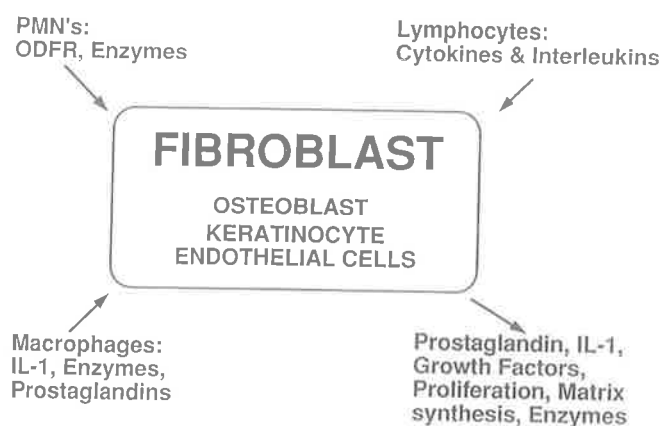 PMN's:
ODFR, Enzymes
Lymphocytes:
Cytokines & Interleukins
FIBROBLAST
OSTEOBLAST
KERATINOCYTE
ENDOTHELIAL CELLS
Macrophages:
IL-1, Enzymes,
Prostaglandins
Prostaglandin, IL-1,
Growth Factors,
Proliferation, Matrix
synthesis, Enzymes